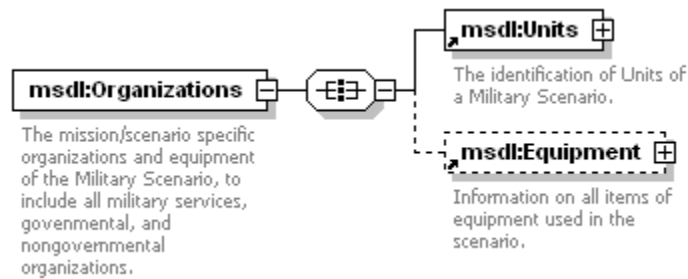 msdl:Organizations
The mission/scenario specific
organizations and equipment
of the Military Scenario, to
include all military services,
govenmental, and
nongovernmental
organizations.
msdl:Units
The identification of Units of
a Military Scenario.
msdl:Equipment
Information on all items of
equipment used in the
scenario.